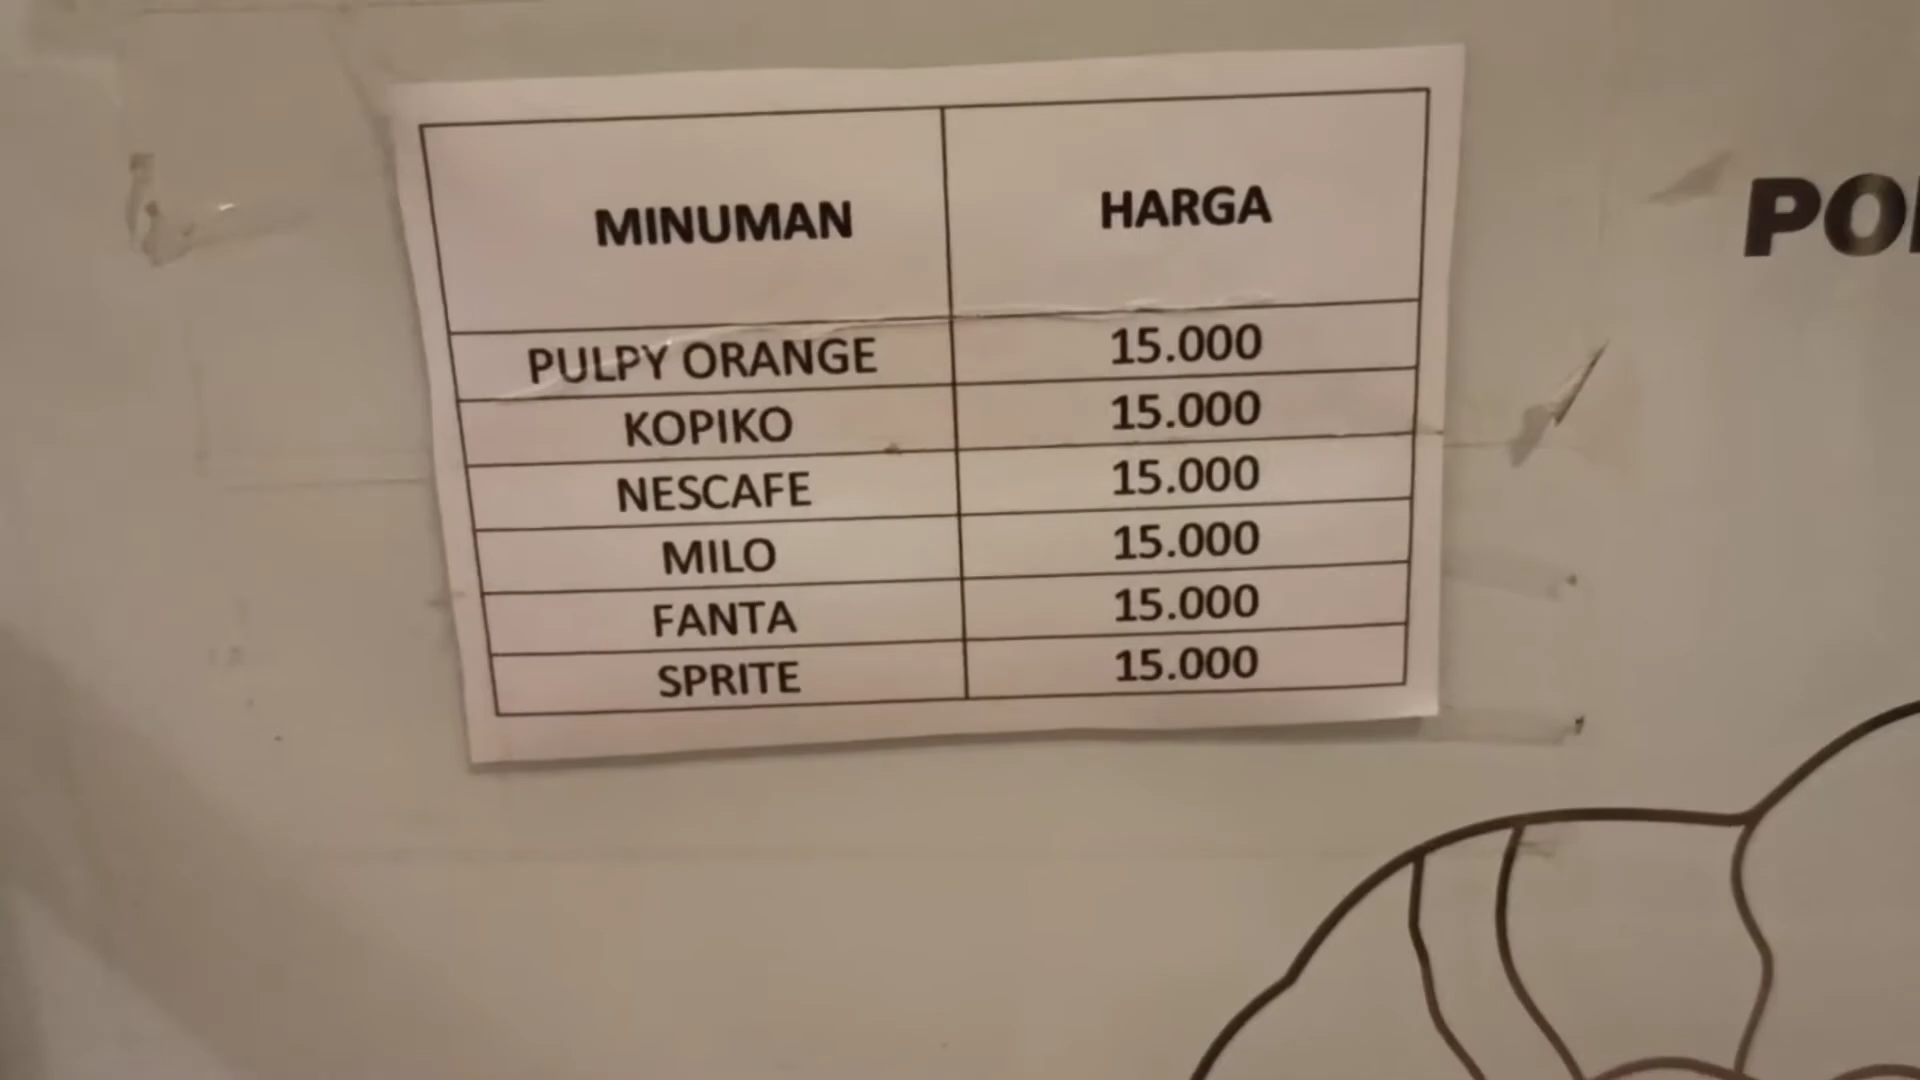 MINUMAN HARGA
PULPY ORANGE 15.000
KOPIKO 15.000
NESCAFE 15.000
MILO 15.000
FANTA 15.000
SPRITE 15.000